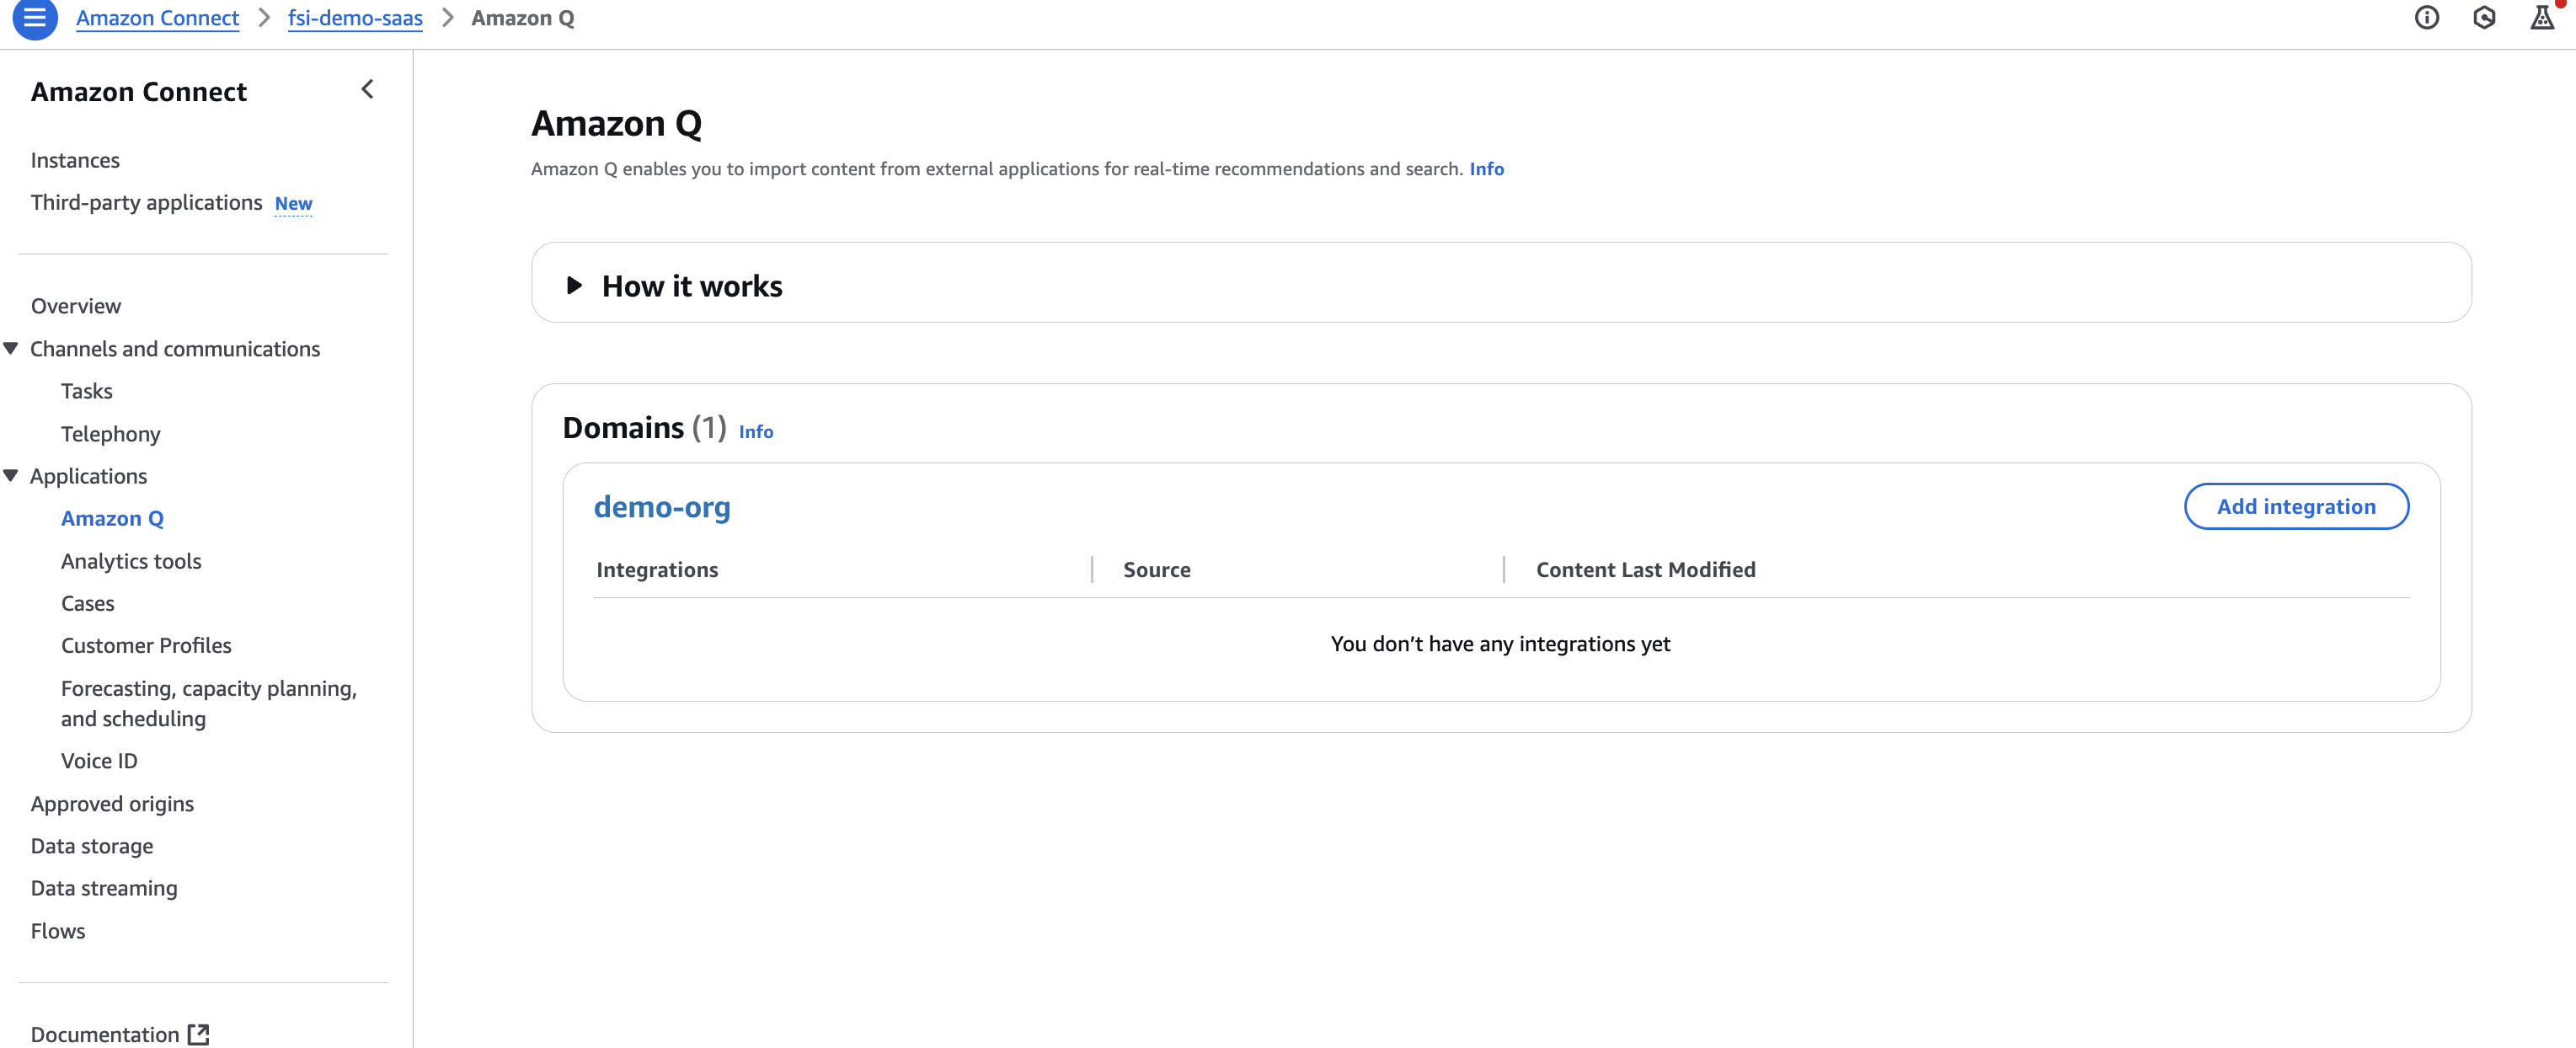 Amazon Connect > fsi-demo-saas > Amazon Q
Amazon Connect
Instances
Third-party applications New
Overview
Channels and communications
Tasks
Telephony
Applications
Amazon Q
Analytics tools
Cases
Customer Profiles
Forecasting, capacity planning,
and scheduling
Voice ID
Approved origins
Data storage
Data streaming
Flows
Documentation
Amazon Q
Amazon Q enables you to import content from external applications for real-time recommendations and search. Info
How it works
Domains (1) Info
demo-org
Add integration
Integrations Source Content Last Modified
You don’t have any integrations yet